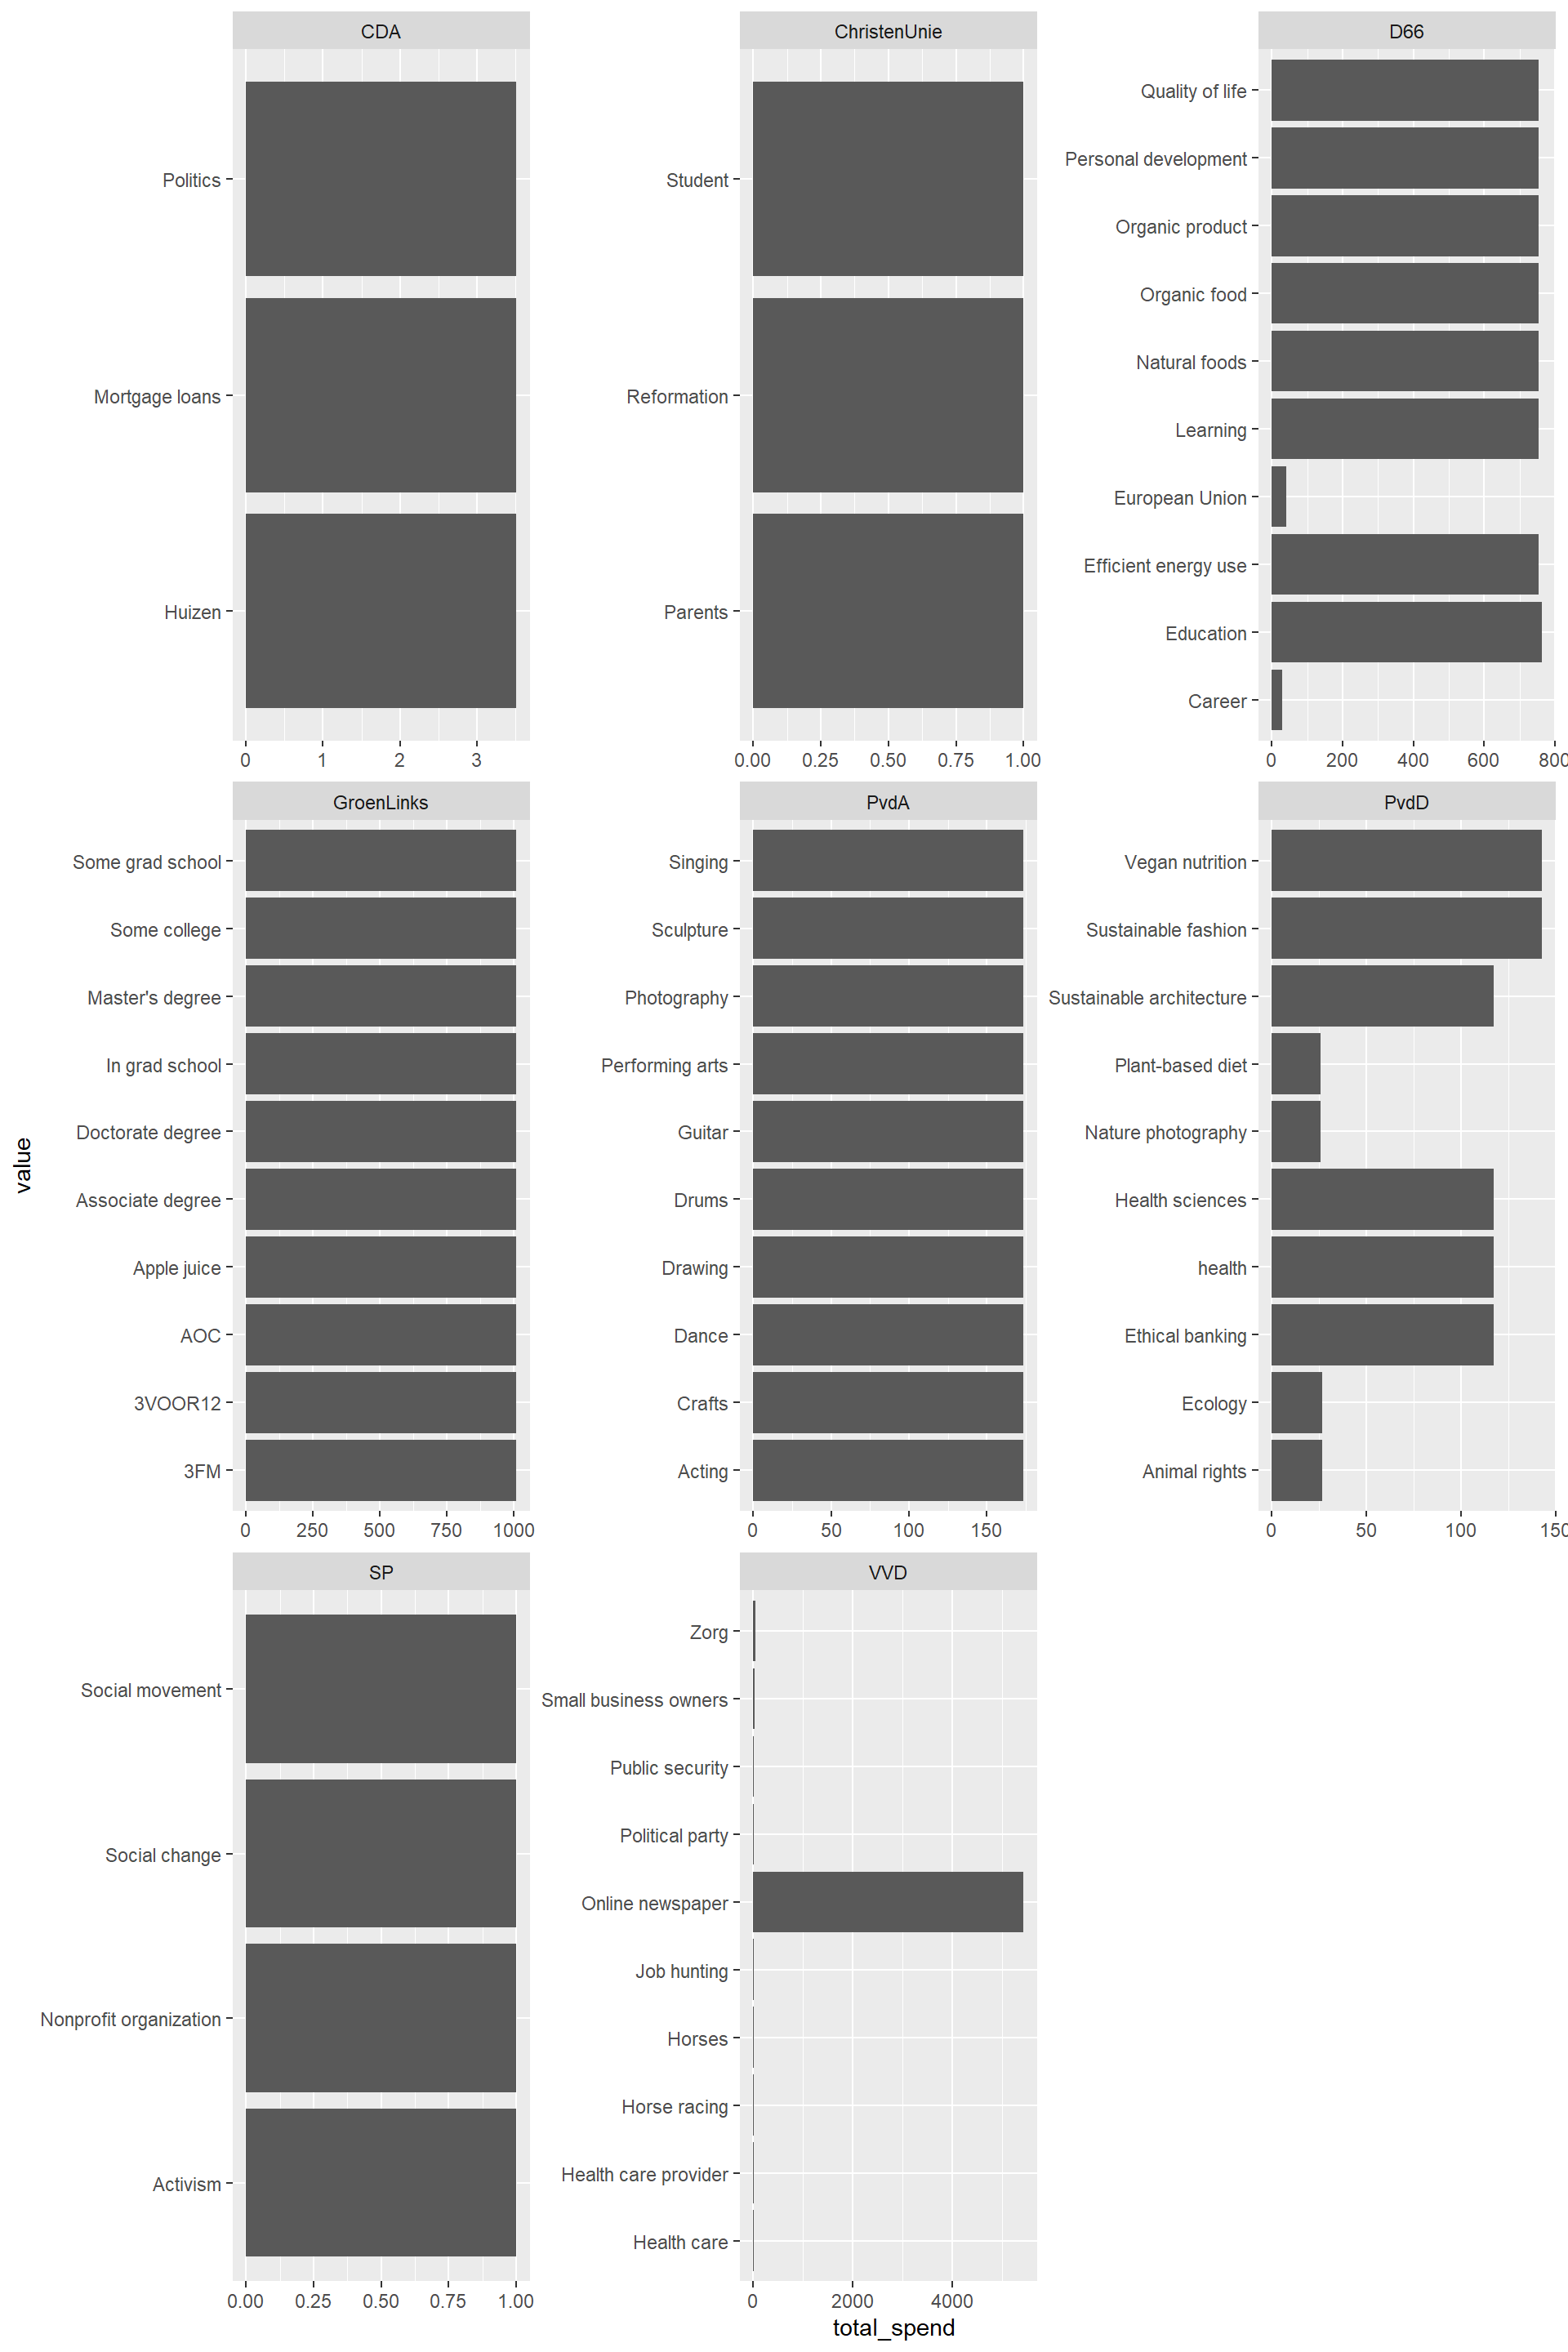 CDA
Politics
Mortgage loans
Huizen
0 1 2 3
ChristenUnie
Student
Reformation
Parents
0.00 0.25 0.50 0.75 1.00
D66
Quality of life
Personal development
Organic product
Organic food
Natural foods
Learning
European Union
Efficient energy use
Education
Career
0 200 400 600 800
GroenLinks
Some grad school
Some college
Master's degree
In grad school
Doctorate degree
Associate degree
Apple juice
AOC
3VOOR12
3FM
0 250 500 750 1000
PvdA
Singing
Sculpture
Photography
Performing arts
Guitar
Drums
Drawing
Dance
Crafts
Acting
0 50 100 150
PvdD
Vegan nutrition
Sustainable fashion
Sustainable architecture
Plant-based diet
Nature photography
Health sciences
health
Ethical banking
Ecology
Animal rights
0 50 100 150
SP
Social movement
Social change
Nonprofit organization
Activism
0.00 0.25 0.50 0.75 1.00
VVD
Zorg
Small business owners
Public security
Political party
Online newspaper
Job hunting
Horses
Horse racing
Health care provider
Health care
0 2000 4000
value
total_spend